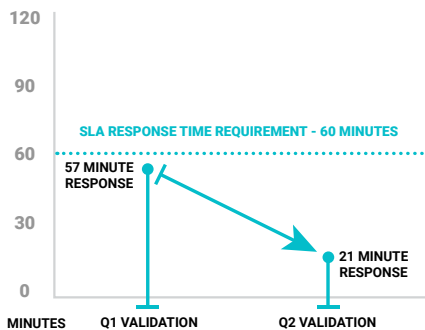 120
90
SLA RESPONSE TIME REQUIREMENT - 60 MINUTES
60
57 MINUTE
RESPONSE
30
21 MINUTE
RESPONSE
0
MINUTES
Q1 VALIDATION
Q2 VALIDATION